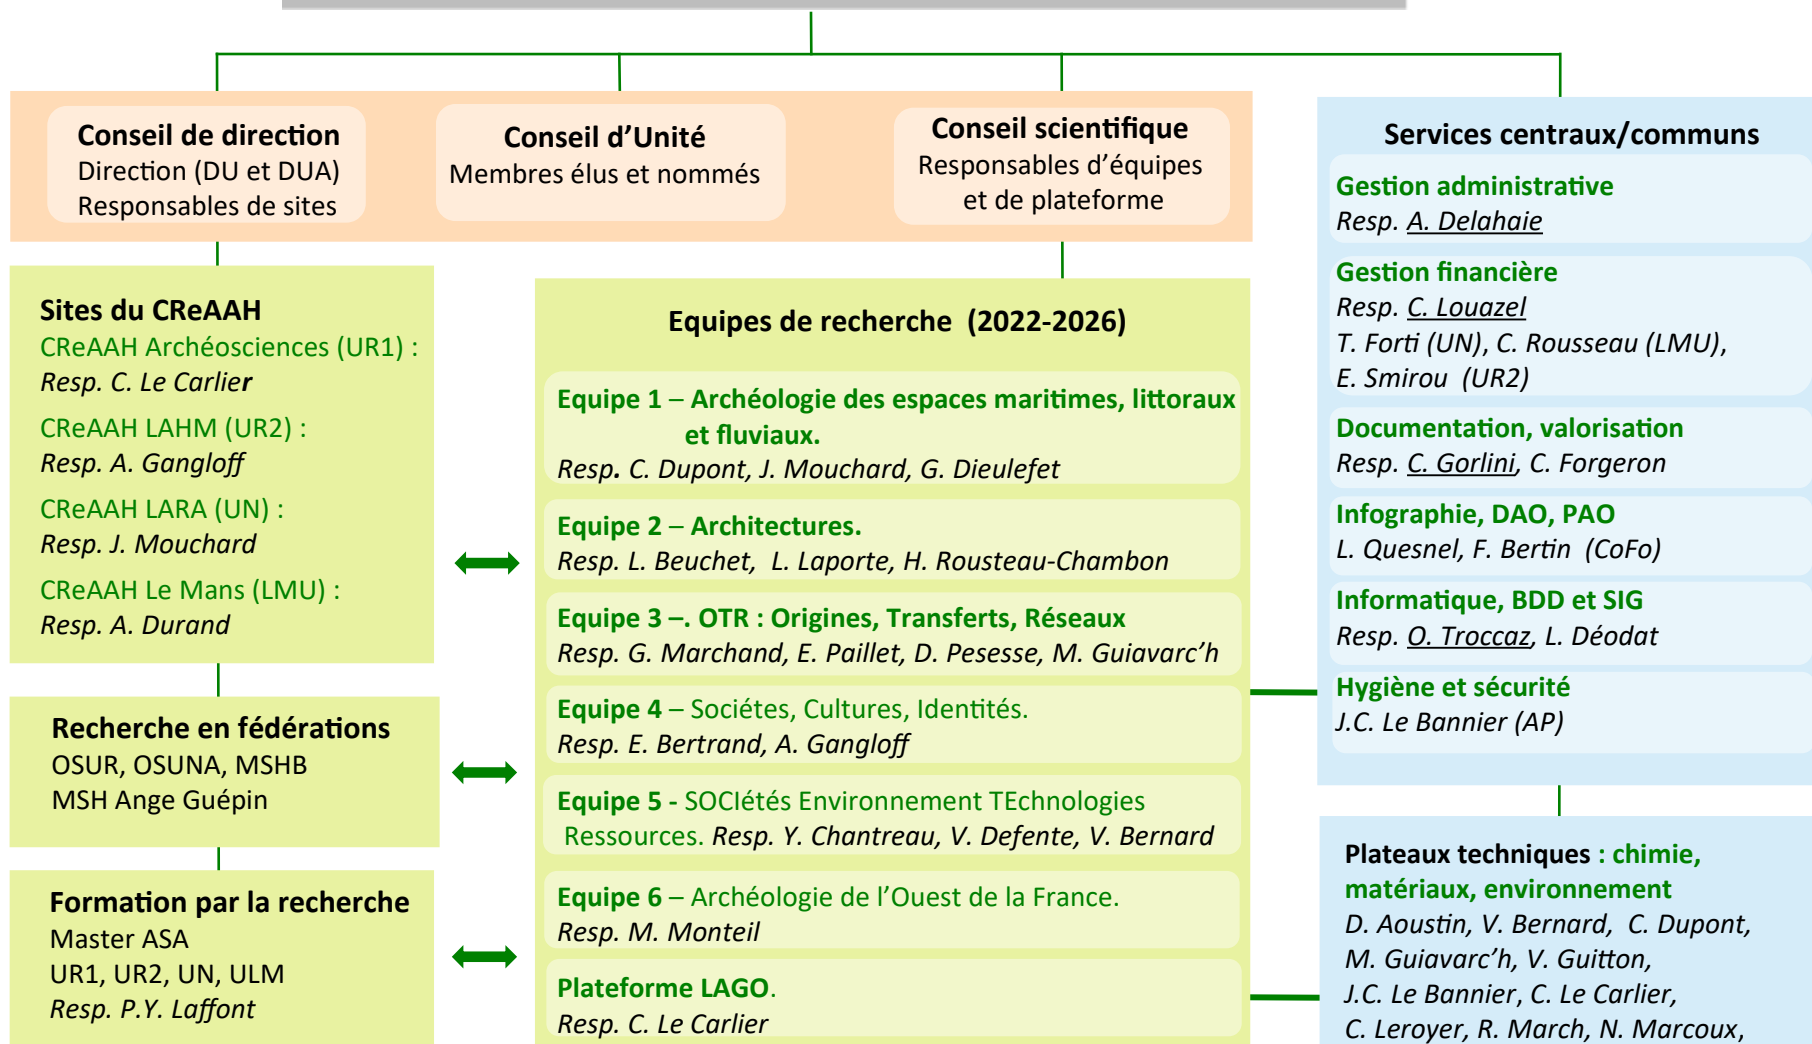 Conseil de direction
Direction (DU et DUA)
Responsables de sites
Conseil d’Unité
Membres élus et nommés
Conseil scientifique
Responsables d’équipes
et de plateforme
Sites du CReAAH
CReAAH Archéosciences (UR1) :
Resp. C. Le Carlier
CReAAH LAHM (UR2) :
Resp. A. Gangloff
CReAAH LARA (UN) :
Resp. J. Mouchard
CReAAH Le Mans (LMU) :
Resp. A. Durand
Recherche en fédérations
OSUR, OSUNA, MSHB
MSH Ange Guépin
Formation par la recherche
Master ASA
UR1, UR2, UN, ULM
Resp. P.Y. Laffont
Equipes de recherche (2022-2026)
Equipe 1 – Archéologie des espaces maritimes, littoraux
et fluviaux.
Resp. C. Dupont, J. Mouchard, G. Dieulefet
Equipe 2 – Architectures.
Resp. L. Beuchet, L. Laporte, H. Rousteau-Chambon
Equipe 3 –. OTR : Origines, Transferts, Réseaux
Resp. G. Marchand, E. Paillet, D. Pesesse, M. Guiavarc’h
Equipe 4 – Sociétes, Cultures, Identités.
Resp. E. Bertrand, A. Gangloff
Equipe 5 - SOCIétés Environnement TEchnologies
Ressources. Resp. Y. Chantreau, V. Defente, V. Bernard
Equipe 6 – Archéologie de l’Ouest de la France.
Resp. M. Monteil
Plateforme LAGO.
Resp. C. Le Carlier
Services centraux/communs
Gestion administrative
Resp. A. Delahaie
Gestion financière
Resp. C. Louazel
T. Forti (UN), C. Rousseau (LMU),
E. Smirou (UR2)
Documentation, valorisation
Resp. C. Gorlini, C. Forgeron
Infographie, DAO, PAO
L. Quesnel, F. Bertin (CoFo)
Informatique, BDD et SIG
Resp. O. Troccaz, L. Déodat
Hygiène et sécurité
J.C. Le Bannier (AP)
Plateaux techniques : chimie,
matériaux, environnement
D. Aoustin, V. Bernard, C. Dupont,
M. Guiavarc’h, V. Guitton,
J.C. Le Bannier, C. Le Carlier,
C. Leroyer, R. March, N. Marcoux,